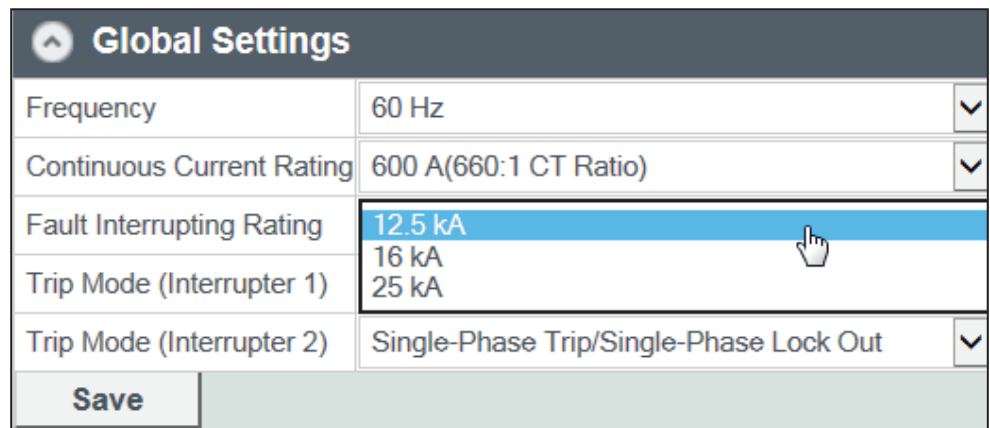 Global Settings
Frequency 60 Hz
Continuous Current Rating 600 A(660:1 CT Ratio)
Fault Interrupting Rating 12.5 kA
16 kA
Trip Mode (Interrupter 1) 25 kA
Trip Mode (Interrupter 2) Single-Phase Trip/Single-Phase Lock Out
Save